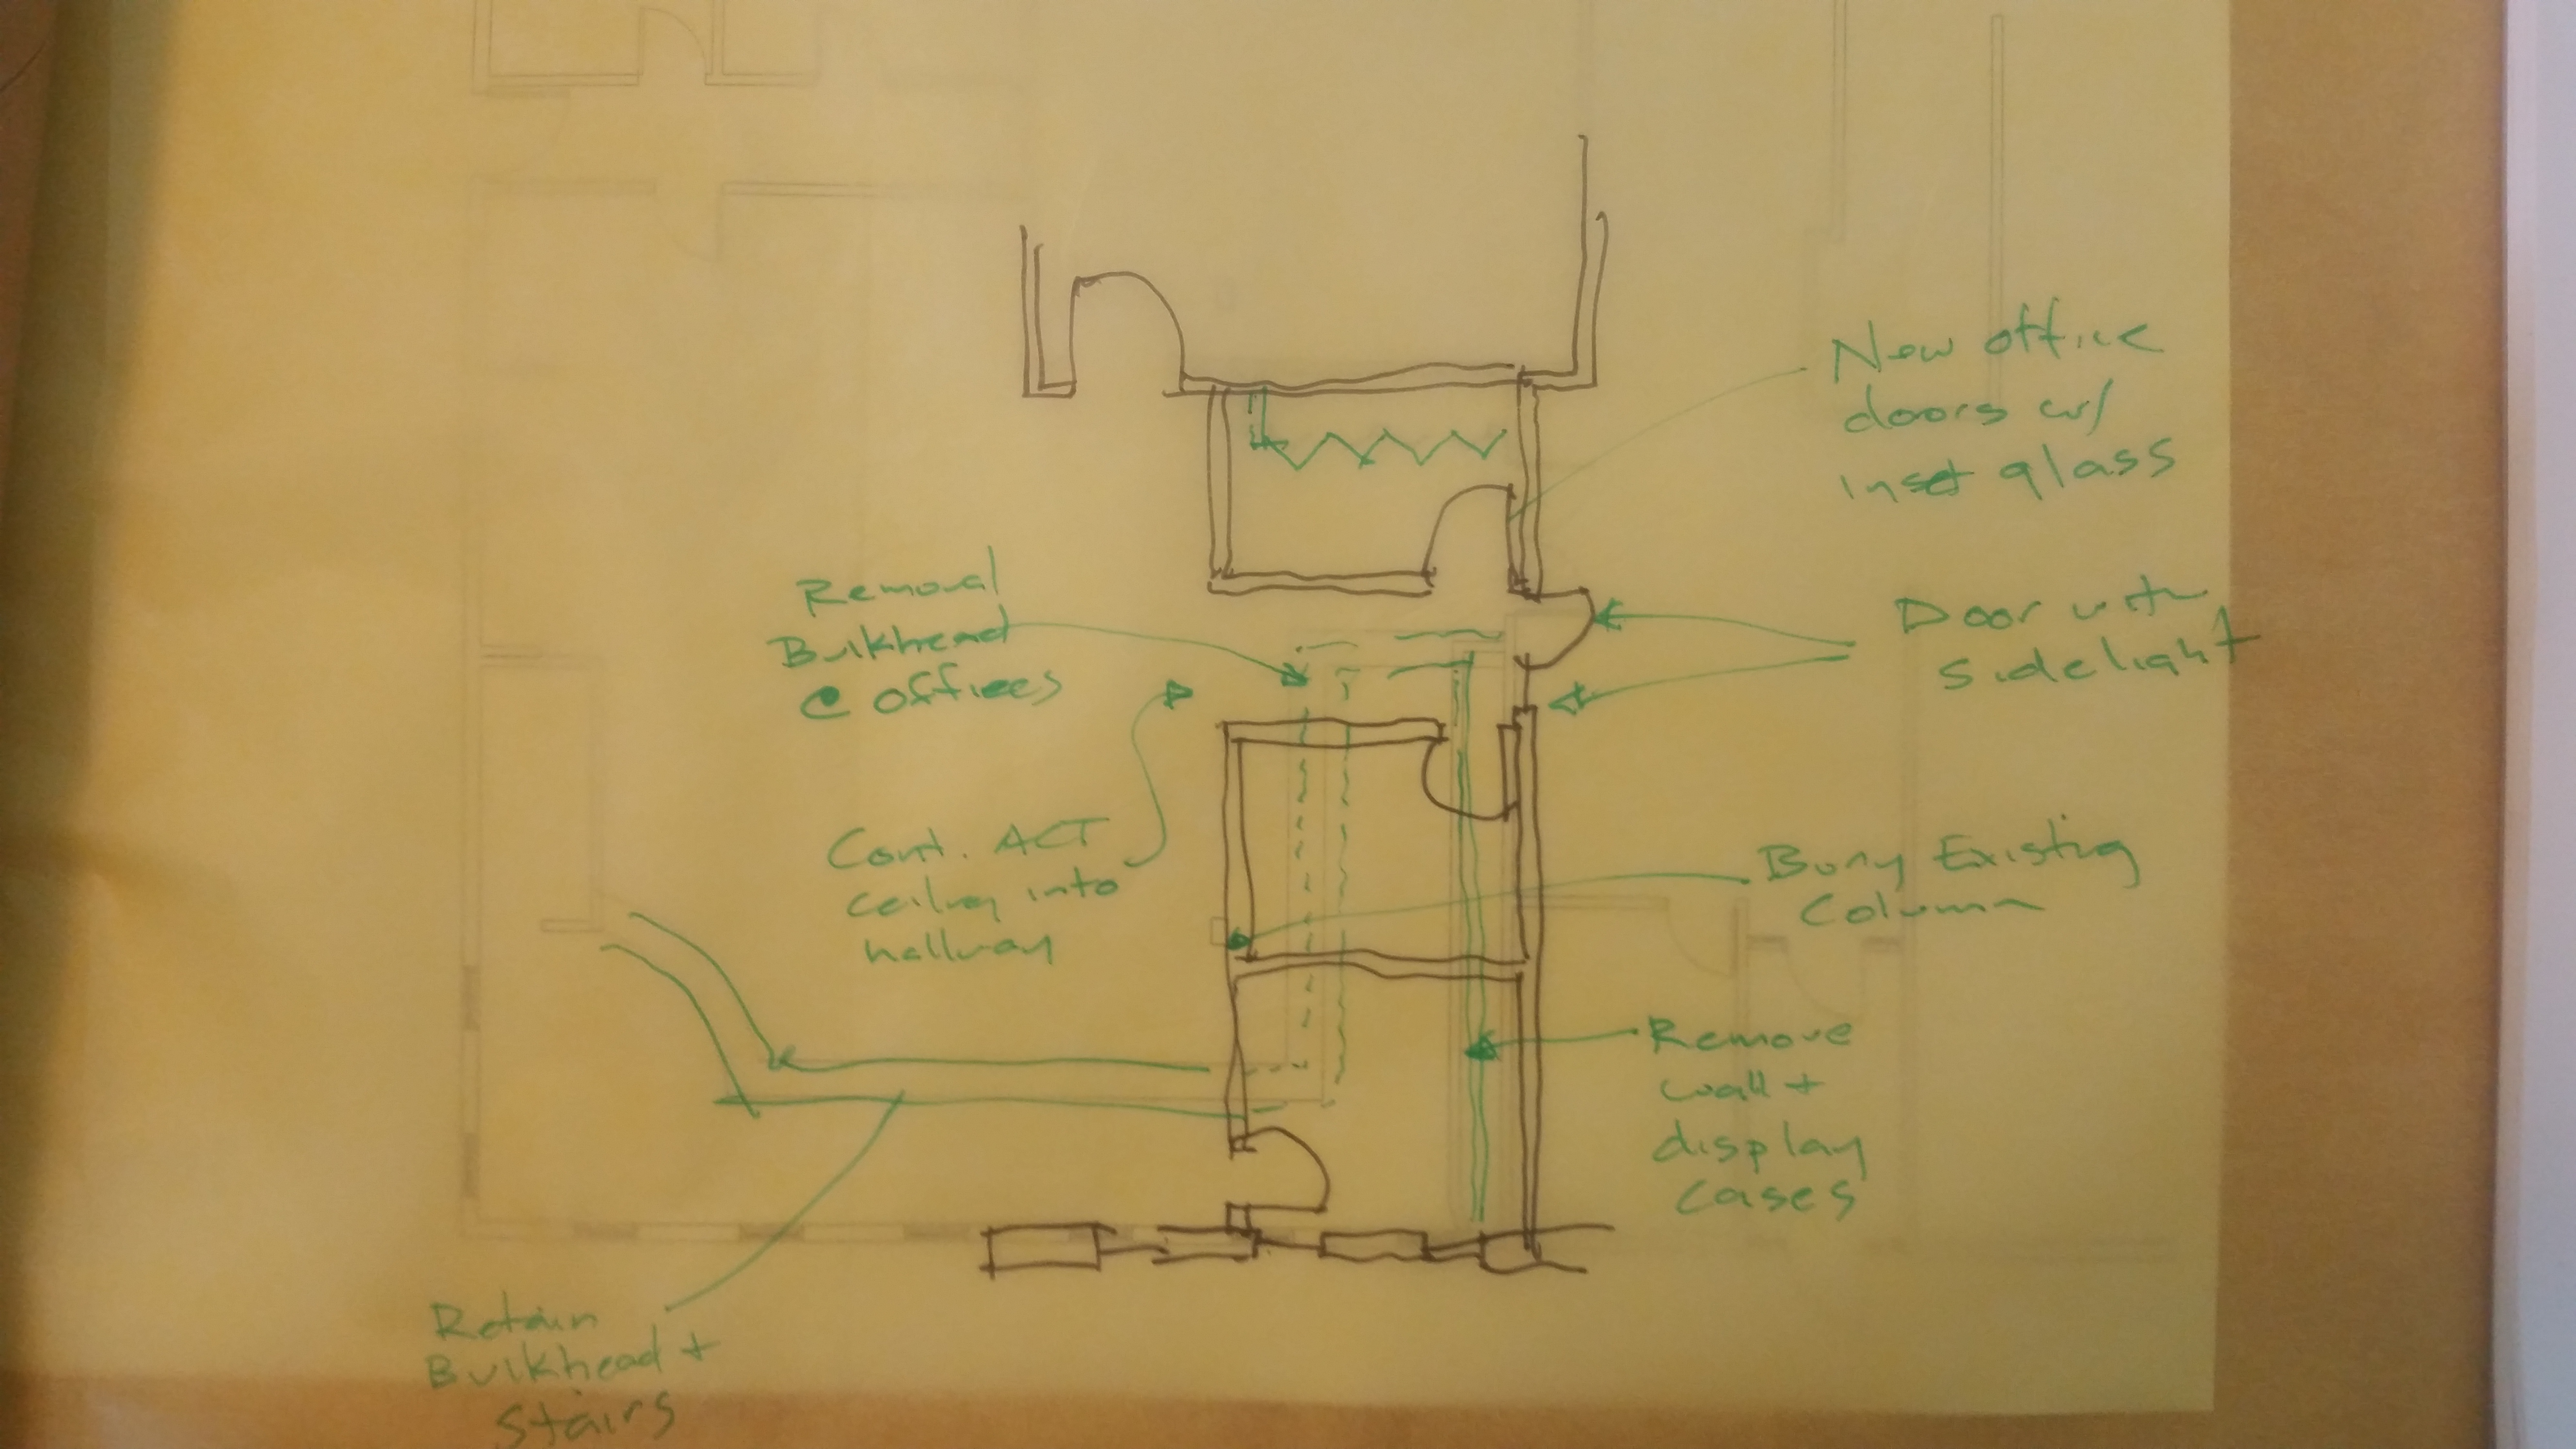 New office
doors w/
inset glass
Removal
Bulkhead
@ offices
Door with
sidelight
Cont. ACT
ceiling into
hallway
Bury Existing
Column
Remove
wall +
display
cases
Retain
Bulkhead +
Stairs